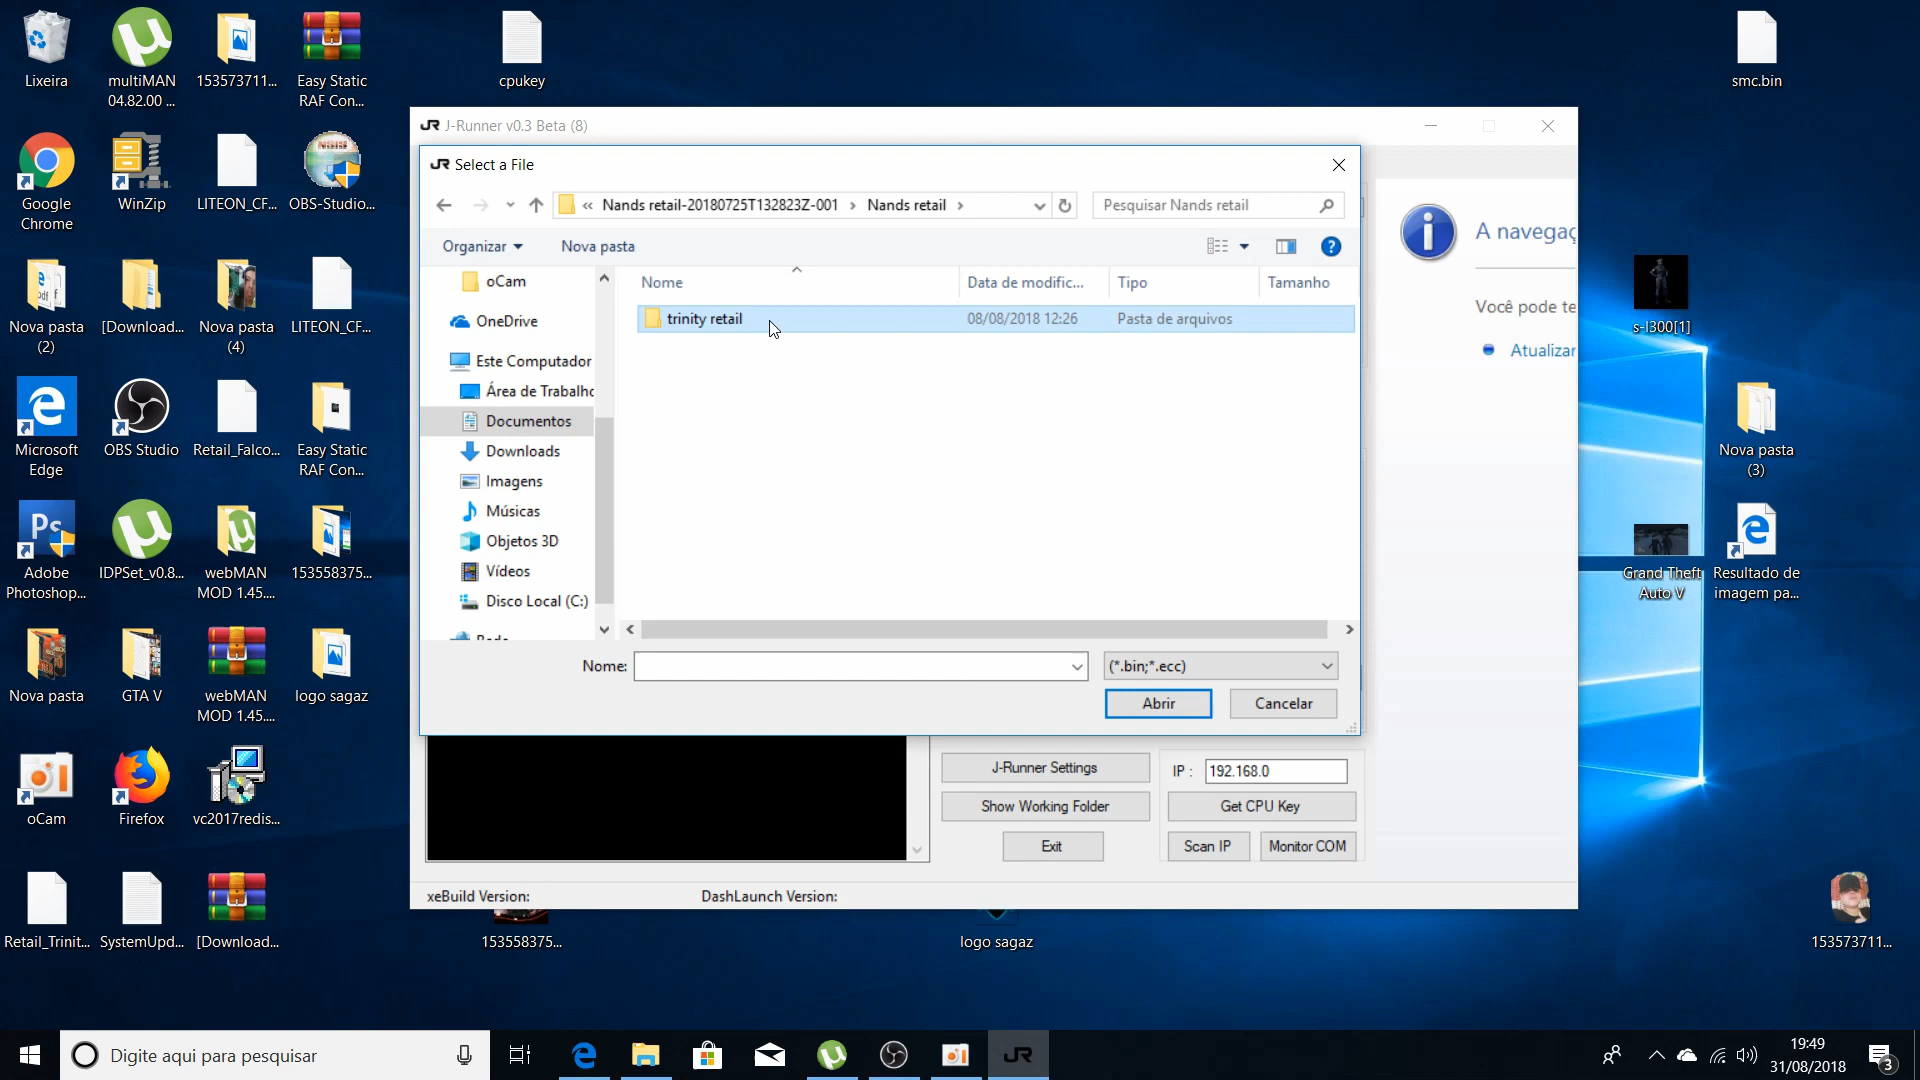 Lixeira
multiMAN
04.82.00 ...
153573711...
Easy Static
RAF Con...
cpukey
smc.bin
Google
Chrome
WinZip
LITEON_CF...
OBS-Studio...
Nova pasta
(2)
[Download...
Nova pasta
(4)
LITEON_CF...
Microsoft
Edge
OBS Studio
Retail_Falco...
Easy Static
RAF Con...
Adobe
Photoshop...
IDPSet_v0.8...
webMAN
MOD 1.45....
153558375...
Nova pasta
GTA V
webMAN
MOD 1.45....
logo sagaz
oCam
Firefox
vc2017redis...
Retail_Trinit...
SystemUpd...
[Download...
JR J-Runner v0.3 Beta (8)
JR Select a File
« Nands retail-20180725T132823Z-001 > Nands retail >
Pesquisar Nands retail
Organizar
Nova pasta
oCam
OneDrive
Este Computador
Área de Trabalho
Documentos
Downloads
Imagens
Músicas
Objetos 3D
Vídeos
Disco Local (C:)
Nome
Data de modific...
Tipo
Tamanho
trinity retail
08/08/2018 12:26
Pasta de arquivos
Nome:
(*.bin;*.ecc)
Abrir
Cancelar
A navegaç
Você pode te
Atualizar
J-Runner Settings
Show Working Folder
Exit
IP :
192.168.0
Get CPU Key
Scan IP
Monitor COM
xeBuild Version:
DashLaunch Version:
153558375...
logo sagaz
s-l300[1]
Nova pasta
(3)
Grand Theft
Auto V
Resultado de
imagem pa...
153573711...
Digite aqui para pesquisar
JR
19:49
31/08/2018
3